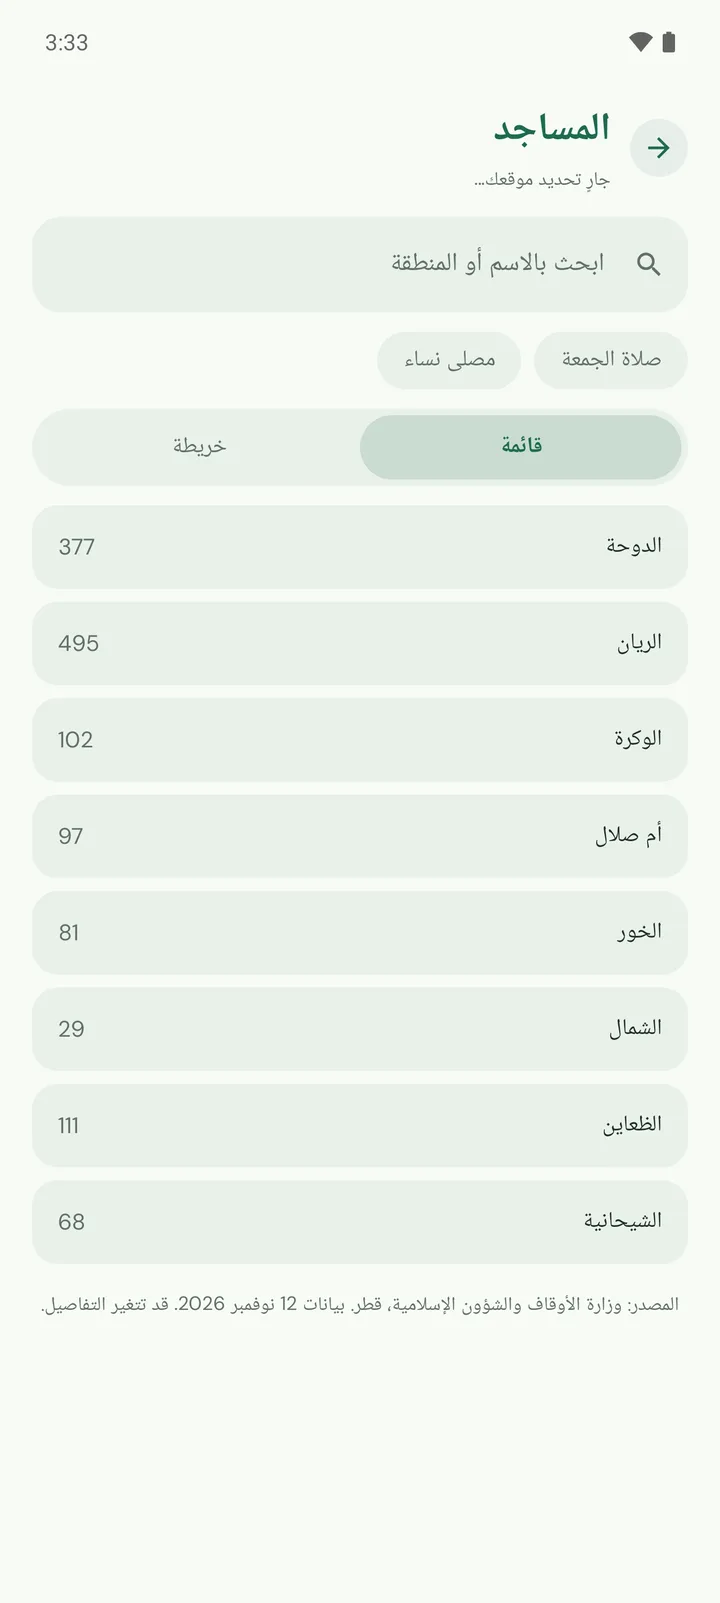 3:33
المساجد
جارٍ تحديد موقعك...
ابحث بالاسم أو المنطقة
صلاة الجمعة
مصلى نساء
قائمة
خريطة
الدوحة 377
الريان 495
الوكرة 102
أم صلال 97
الخور 81
الشمال 29
الظعاين 111
الشيحانية 68
المصدر: وزارة الأوقاف والشؤون الإسلامية، قطر. بيانات 12 نوفمبر 2026. قد تتغير التفاصيل.